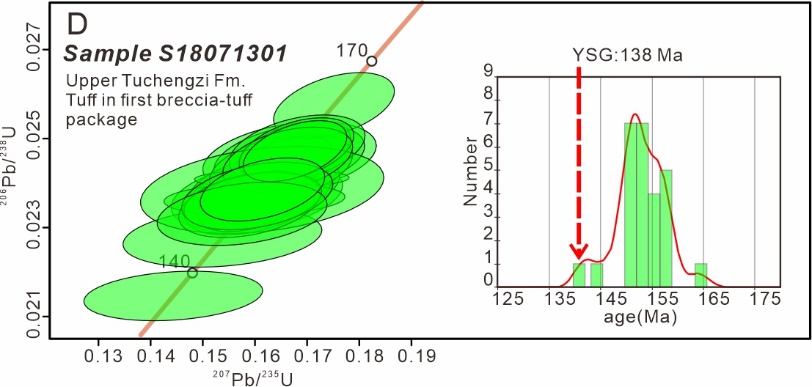 D
Sample S18071301
Upper Tuchengzi Fm.
Tuff in first breccia-tuff
package
170
140
0.027
0.025
0.023
0.021
²⁰⁶Pb/²³⁸U
0.13 0.14 0.15 0.16 0.17 0.18 0.19
²⁰⁷Pb/²³⁵U
YSG:138 Ma
9
8
7
6
5
4
3
2
1
0
Number
125 135 145 155 165 175
age(Ma)